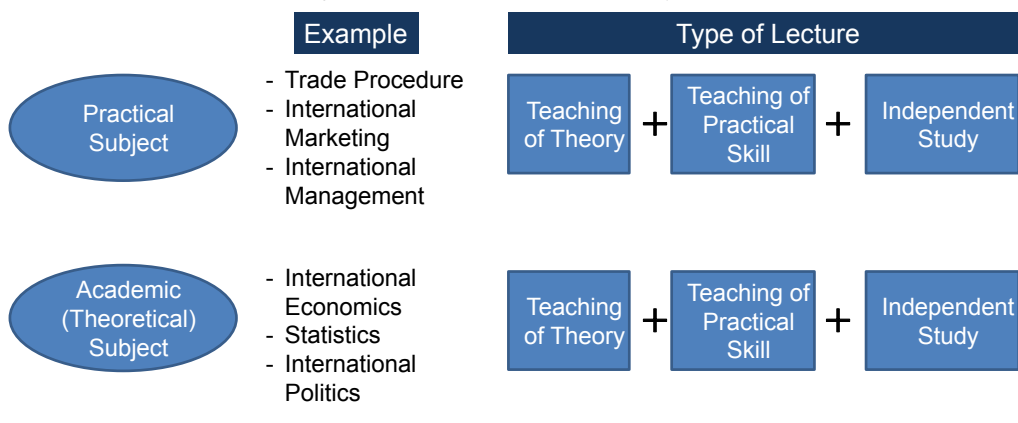 Example
Type of Lecture
Practical
Subject
- Trade Procedure
- International
Marketing
- International
Management
Teaching
of Theory
+
Teaching of
Practical
Skill
+
Independent
Study
Academic
(Theoretical)
Subject
- International
Economics
- Statistics
- International
Politics
Teaching
of Theory
+
Teaching of
Practical
Skill
+
Independent
Study